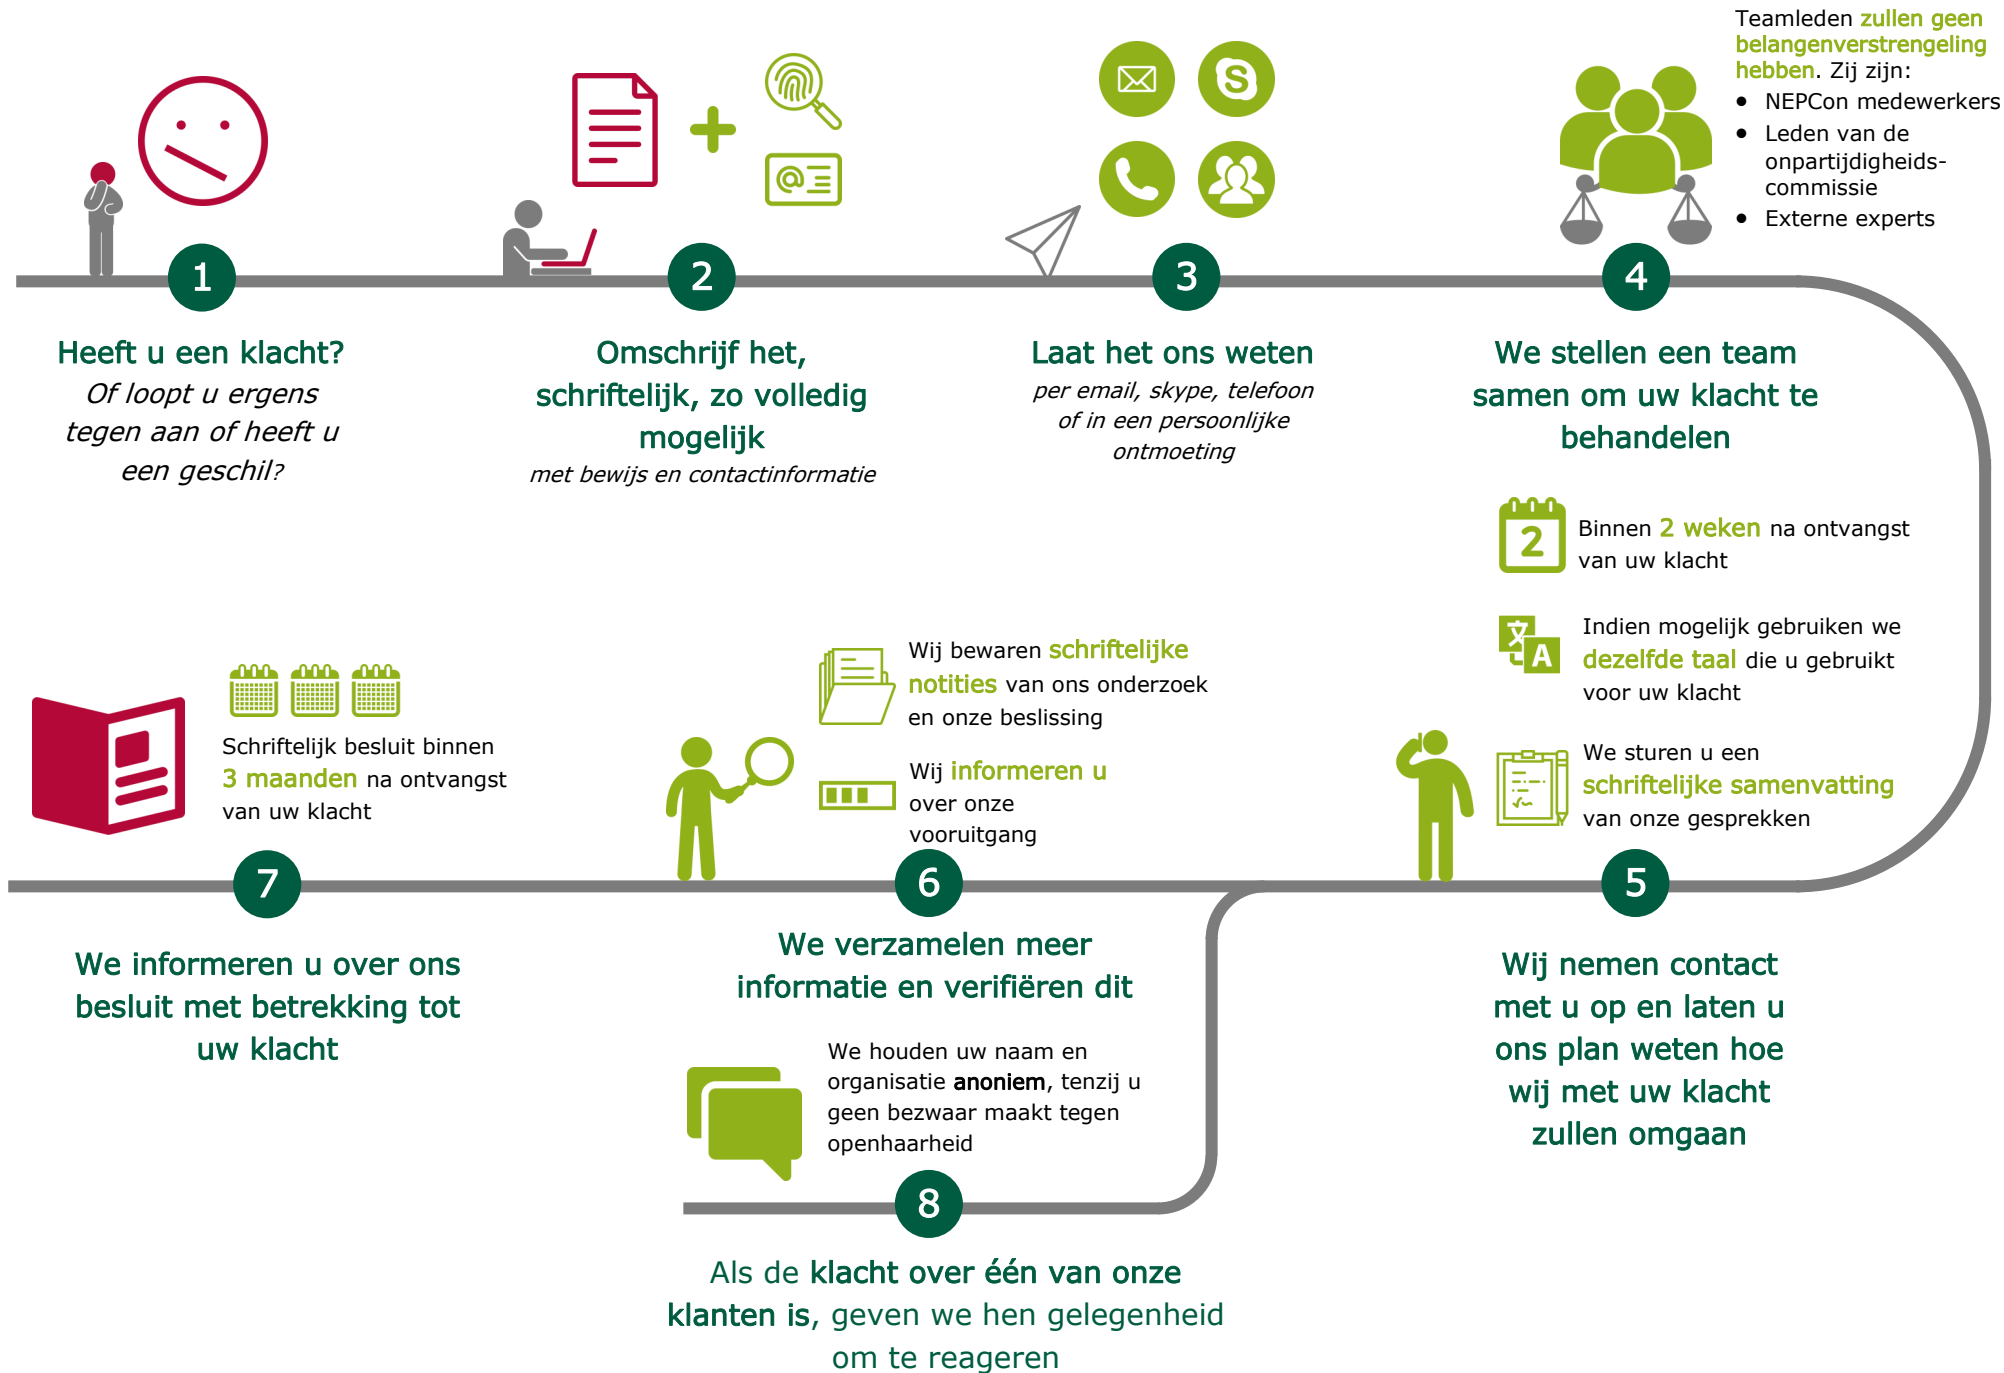 Teamleden zullen geen
belangenverstrengeling
hebben. Zij zijn:
• NEPCon medewerkers
• Leden van de
onpartijdigheids-
commissie
• Externe experts
1
Heeft u een klacht?
Of loopt u ergens
tegen aan of heeft u
een geschil?
2
Omschrijf het,
schriftelijk, zo volledig
mogelijk
met bewijs en contactinformatie
3
Laat het ons weten
per email, skype, telefoon
of in een persoonlijke
ontmoeting
4
We stellen een team
samen om uw klacht te
behandelen
2
Binnen 2 weken na ontvangst
van uw klacht
文
A
Indien mogelijk gebruiken we
dezelfde taal die u gebruikt
voor uw klacht
We sturen u een
schriftelijke samenvatting
van onze gesprekken
5
Wij nemen contact
met u op en laten u
ons plan weten hoe
wij met uw klacht
zullen omgaan
Wij bewaren schriftelijke
notities van ons onderzoek
en onze beslissing
Wij informeren u
over onze
vooruitgang
6
We verzamelen meer
informatie en verifiëren dit
Schriftelijk besluit binnen
3 maanden na ontvangst
van uw klacht
7
We informeren u over ons
besluit met betrekking tot
uw klacht
We houden uw naam en
organisatie anoniem, tenzij u
geen bezwaar maakt tegen
openhaarheid
8
Als de klacht over één van onze
klanten is, geven we hen gelegenheid
om te reageren